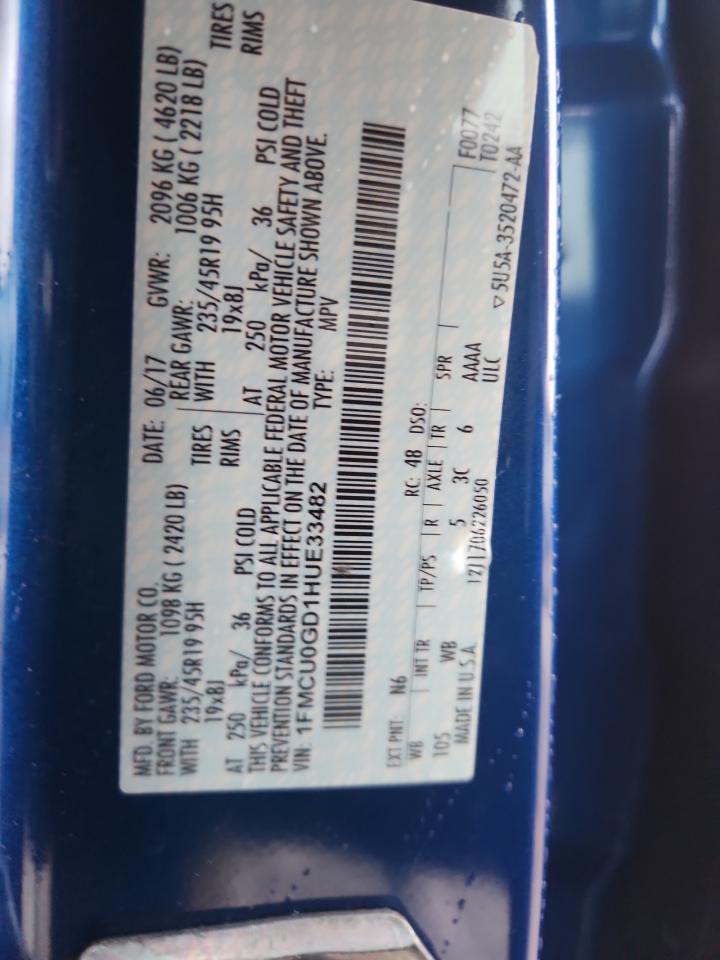 MFD. BY FORD MOTOR CO.
DATE: 06/17 GVWR: 2096 KG ( 4620 LB)
FRONT GAWR: 1098 KG ( 2420 LB) REAR GAWR: 1006 KG ( 2218 LB)
WITH 235/45R19 95H TIRES WITH 235/45R19 95H TIRES
19x8J RIMS 19x8J RIMS
AT 250 kPa/ 36 PSI COLD AT 250 kPa/ 36 PSI COLD
THIS VEHICLE CONFORMS TO ALL APPLICABLE FEDERAL MOTOR VEHICLE SAFETY AND THEFT
PREVENTION STANDARDS IN EFFECT ON THE DATE OF MANUFACTURE SHOWN ABOVE.
VIN: 1FMCU0GD1HUE33482 TYPE: MPV
EXT PNT: N6 RC: 48 DSO: F0077
WB INT TR TP/PS R AXLE TR SPR T0242
105 WB 5 3C 6 AAAA
MADE IN U.S.A. ULC
▽5U5A-3520472-AA